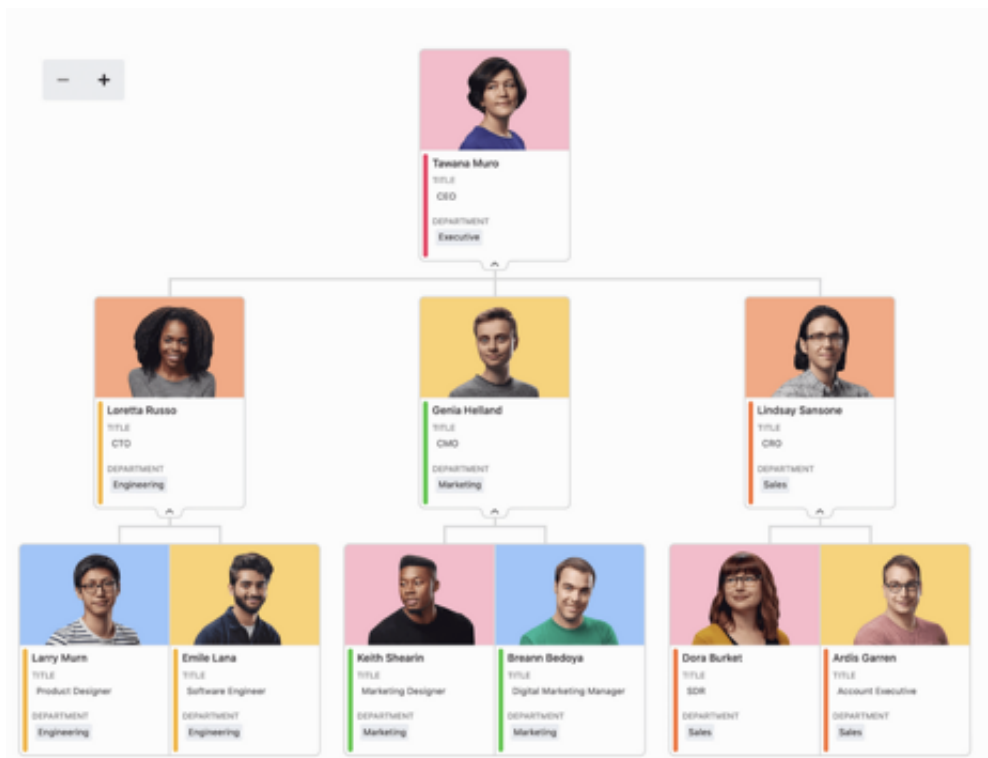 − +
Tawana Muro
TITLE
CEO
DEPARTMENT
Executive
Loretta Russo
TITLE
CTO
DEPARTMENT
Engineering
Genia Helland
TITLE
CMO
DEPARTMENT
Marketing
Lindsay Sansone
TITLE
CRO
DEPARTMENT
Sales
Larry Murn
TITLE
Product Designer
DEPARTMENT
Engineering
Emile Lana
TITLE
Software Engineer
DEPARTMENT
Engineering
Keith Shearin
TITLE
Marketing Designer
DEPARTMENT
Marketing
Breann Bedoya
TITLE
Digital Marketing Manager
DEPARTMENT
Marketing
Dora Burket
TITLE
SDR
DEPARTMENT
Sales
Ardis Garren
TITLE
Account Executive
DEPARTMENT
Sales